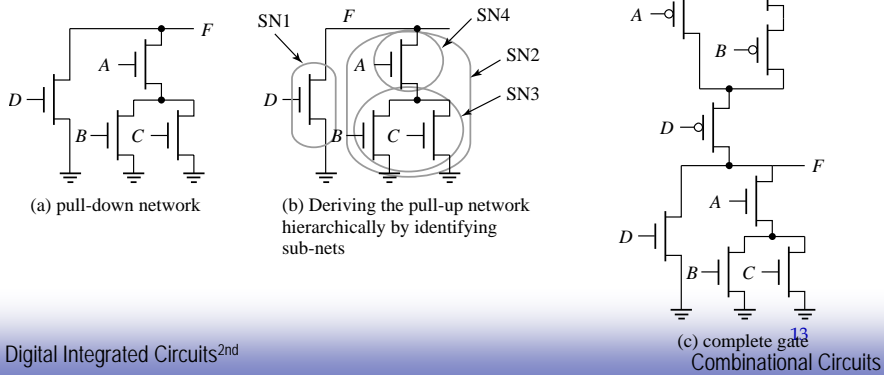 F
A
D
B
C
(a) pull-down network
SN1
F
SN4
SN2
A
D
SN3
B
C
(b) Deriving the pull-up network
hierarchically by identifying
sub-nets
A
B
D
F
A
D
B
C
(c) complete gate
13
Digital Integrated Circuits2nd
Combinational Circuits